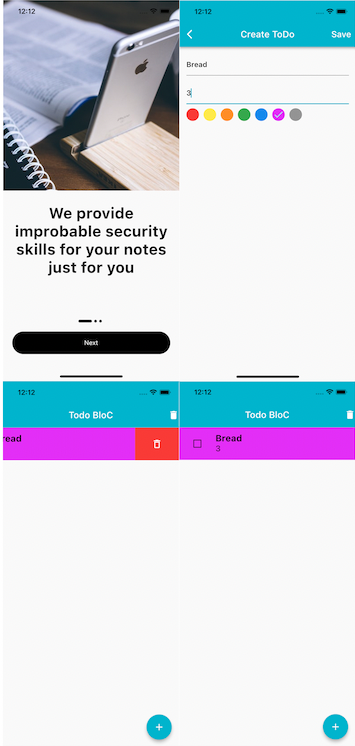 12:12
We provide
improbable security
skills for your notes
just for you
Next
12:12
Create ToDo
Save
Bread
3
12:12
Todo BloC
read
+
12:12
Todo BloC
Bread
3
+